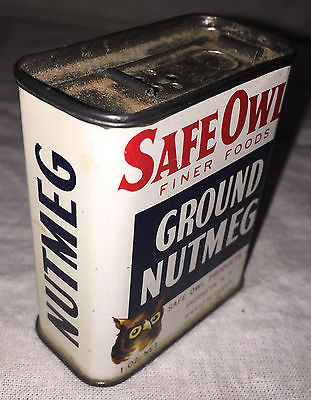 NUTMEG
SAFE OWL
FINER FOODS
GROUND
NUTMEG
SAFE OWL PRODUCTS
1 OZ. NET